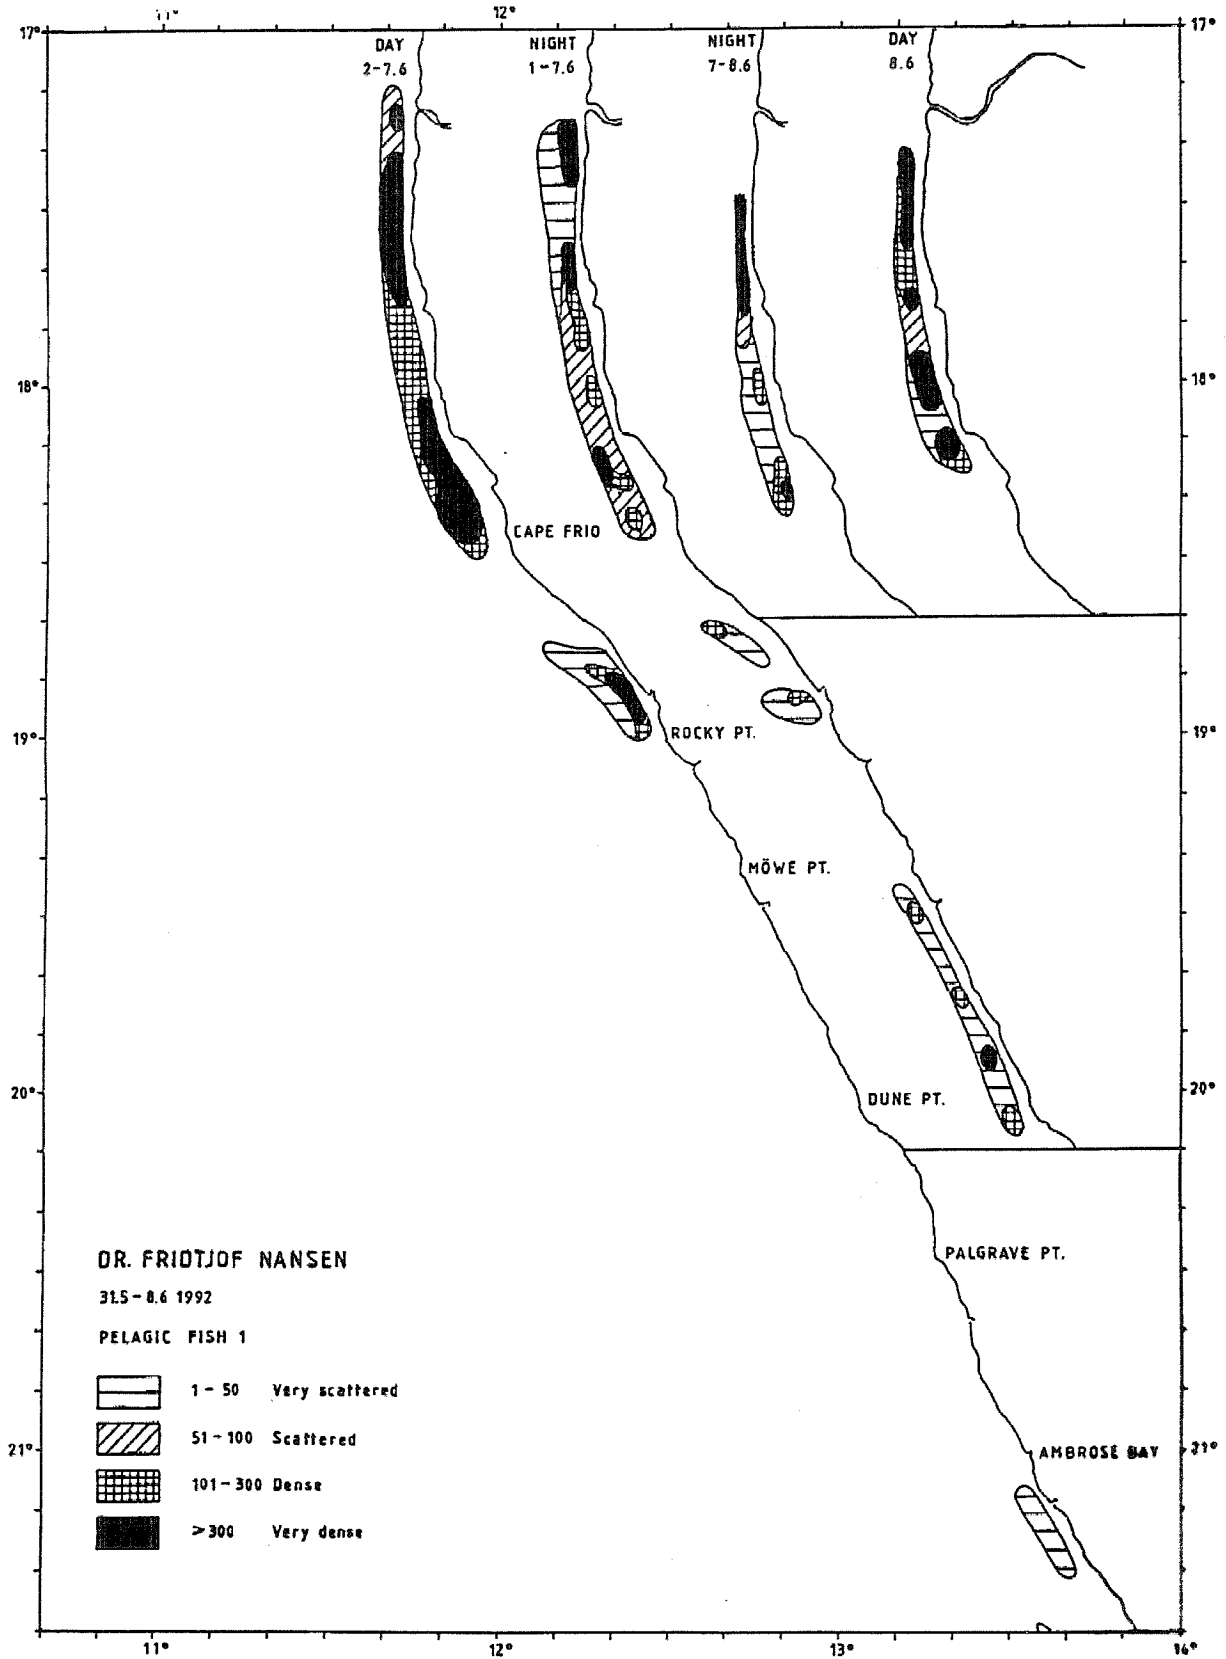 11° 12°
17° 17°
DAY NIGHT NIGHT DAY
2-7.6 1-7.6 7-8.6 8.6
18° 18°
CAPE FRIO
19° ROCKY PT. 19°
MÖWE PT.
20° DUNE PT. 20°
PALGRAVE PT.
DR. FRIDTJOF NANSEN
31.5-8.6 1992
PELAGIC FISH 1
1-50 Very scattered
51-100 Scattered
21° AMBROSE BAY 21°
101-300 Dense
>300 Very dense
11° 12° 13° 14°